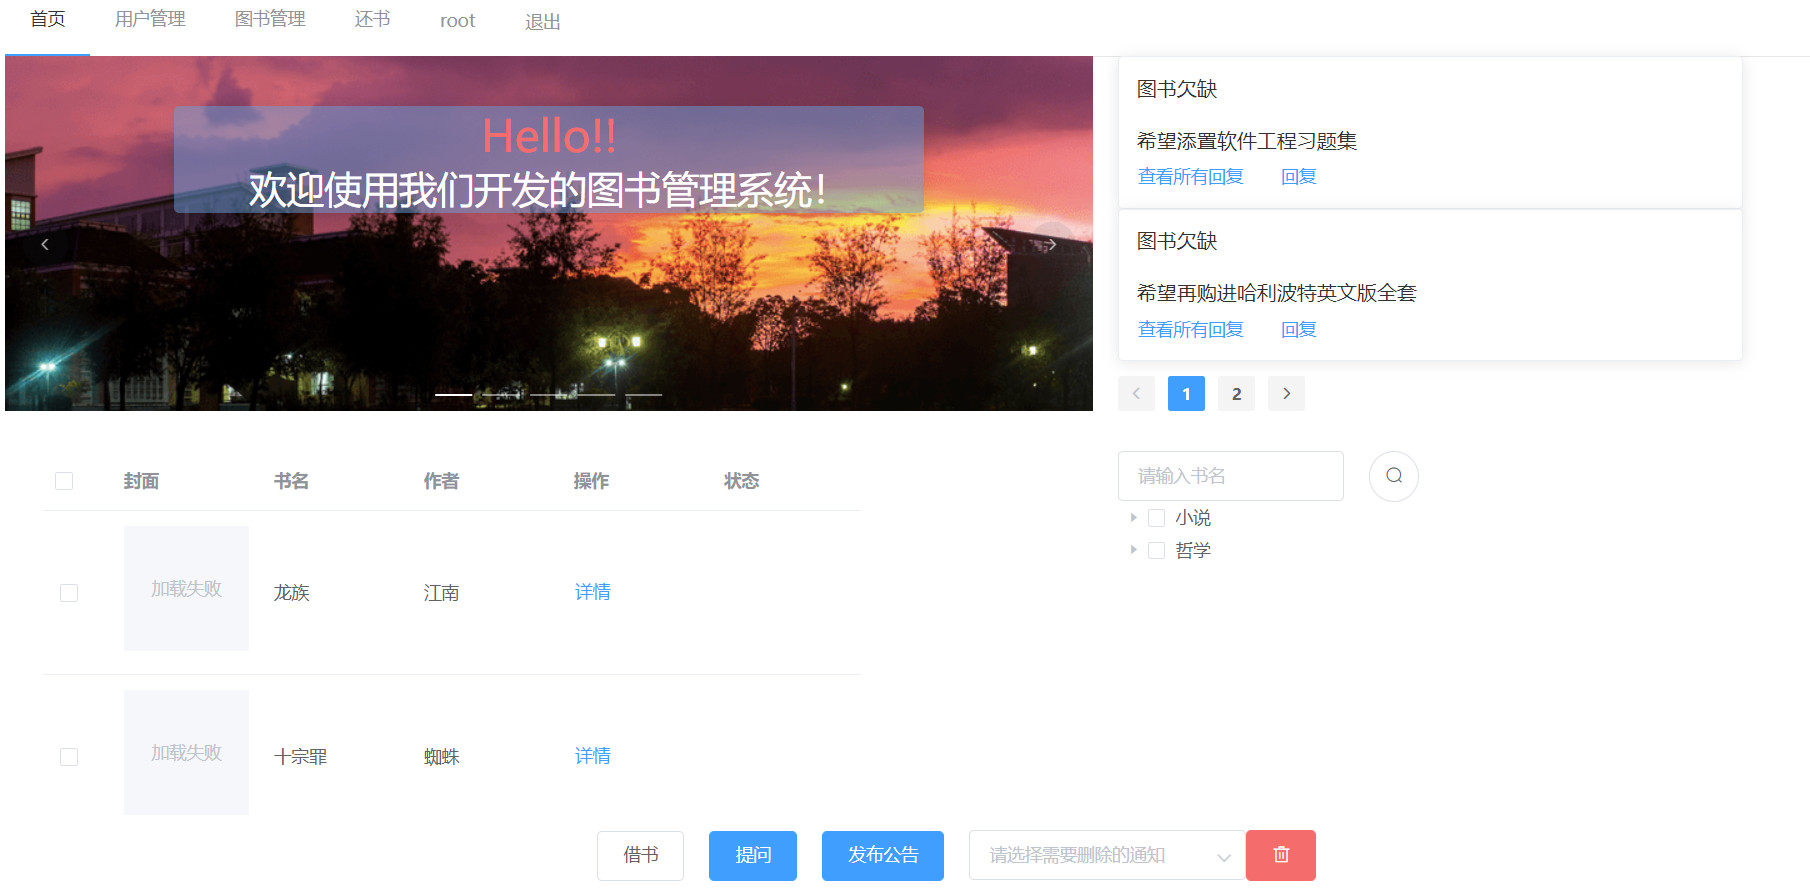 首页 用户管理 图书管理 还书 root 退出
Hello!!
欢迎使用我们开发的图书管理系统!
图书欠缺
希望添置软件工程习题集
查看所有回复 回复
图书欠缺
希望再购进哈利波特英文版全套
查看所有回复 回复
1 2
封面 书名 作者 操作 状态
加载失败 龙族 江南 详情
加载失败 十宗罪 蜘蛛 详情
请输入书名
小说
哲学
借书 提问 发布公告 请选择需要删除的通知